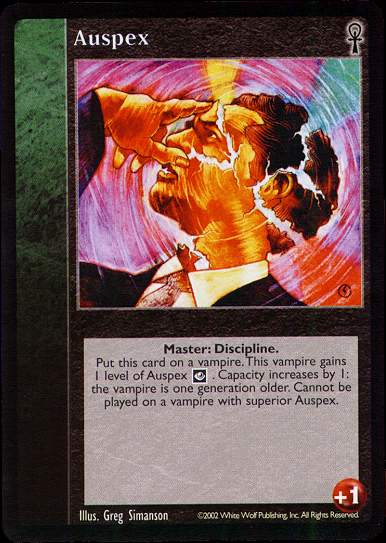 Auspex
Master: Discipline.
Put this card on a vampire. This vampire gains
1 level of Auspex . Capacity increases by 1:
the vampire is one generation older. Cannot be
played on a vampire with superior Auspex.
+1
Illus. Greg Simanson
©2002 White Wolf Publishing, Inc. All Rights Reserved.